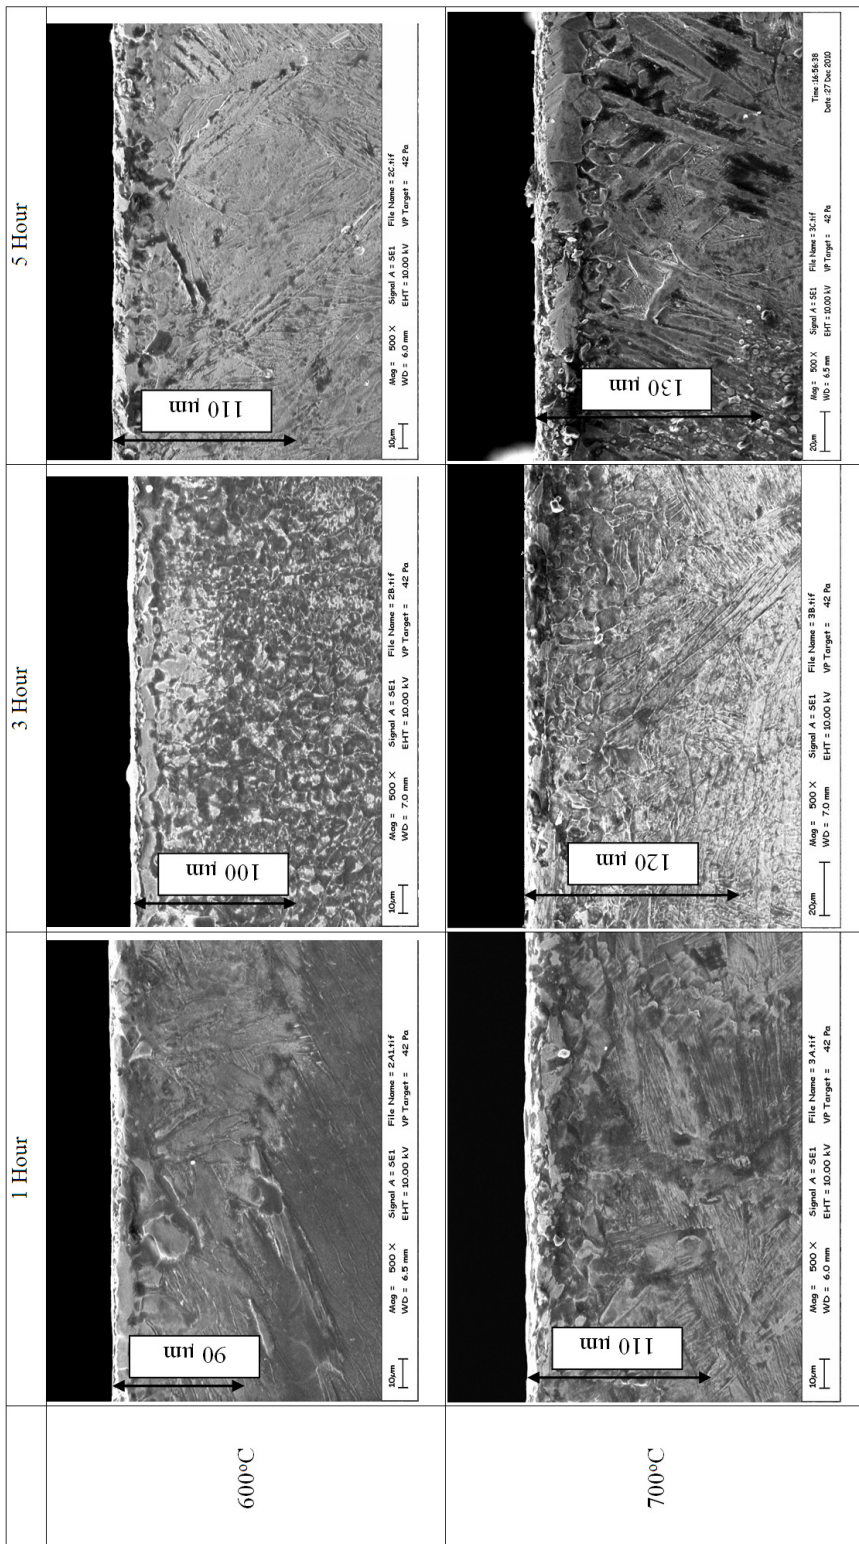 1 Hour
3 Hour
5 Hour
600°C
90 µm
10µm
Mag = 500 X
WD = 6.5 mm
Signal A = SE1
EHT = 10.00 kV
File Name = 2A1.tif
VP Target = 42 Pa
100 µm
10µm
Mag = 500 X
WD = 7.0 mm
Signal A = SE1
EHT = 10.00 kV
File Name = 2B.tif
VP Target = 42 Pa
110 µm
10µm
Mag = 500 X
WD = 6.0 mm
Signal A = SE1
EHT = 10.00 kV
File Name = 2C.tif
VP Target = 42 Pa
700°C
110 µm
10µm
Mag = 500 X
WD = 6.0 mm
Signal A = SE1
EHT = 10.00 kV
File Name = 3A.tif
VP Target = 42 Pa
120 µm
20µm
Mag = 500 X
WD = 7.0 mm
Signal A = SE1
EHT = 10.00 kV
File Name = 3B.tif
VP Target = 42 Pa
130 µm
20µm
Mag = 500 X
WD = 6.5 mm
Signal A = SE1
EHT = 10.00 kV
File Name = 3C.tif
VP Target = 42 Pa
Time :16:56:38
Date :27 Dec 2010